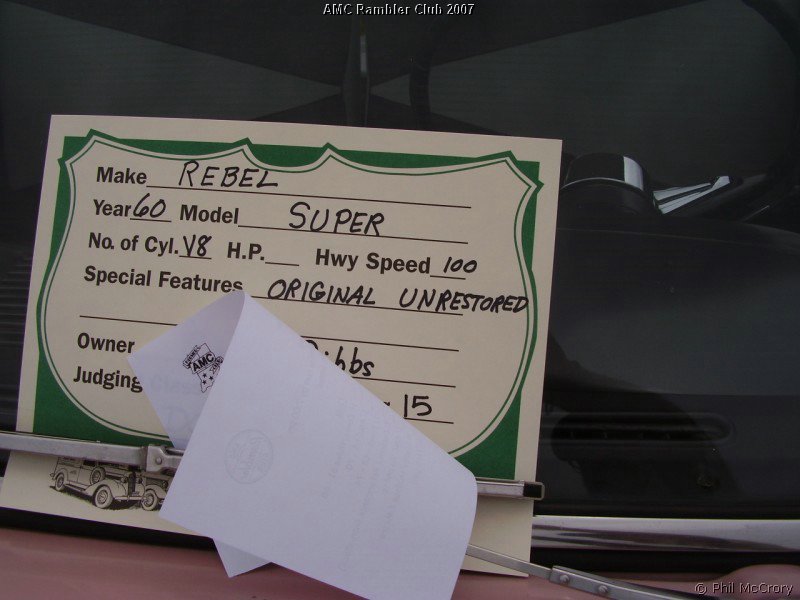 AMC Rambler Club 2007
Make REBEL
Year 60 Model SUPER
No. of Cyl. V8 H.P. Hwy Speed 100
Special Features ORIGINAL UNRESTORED
Owner
Judging 15
AMC
© Phil McCrory